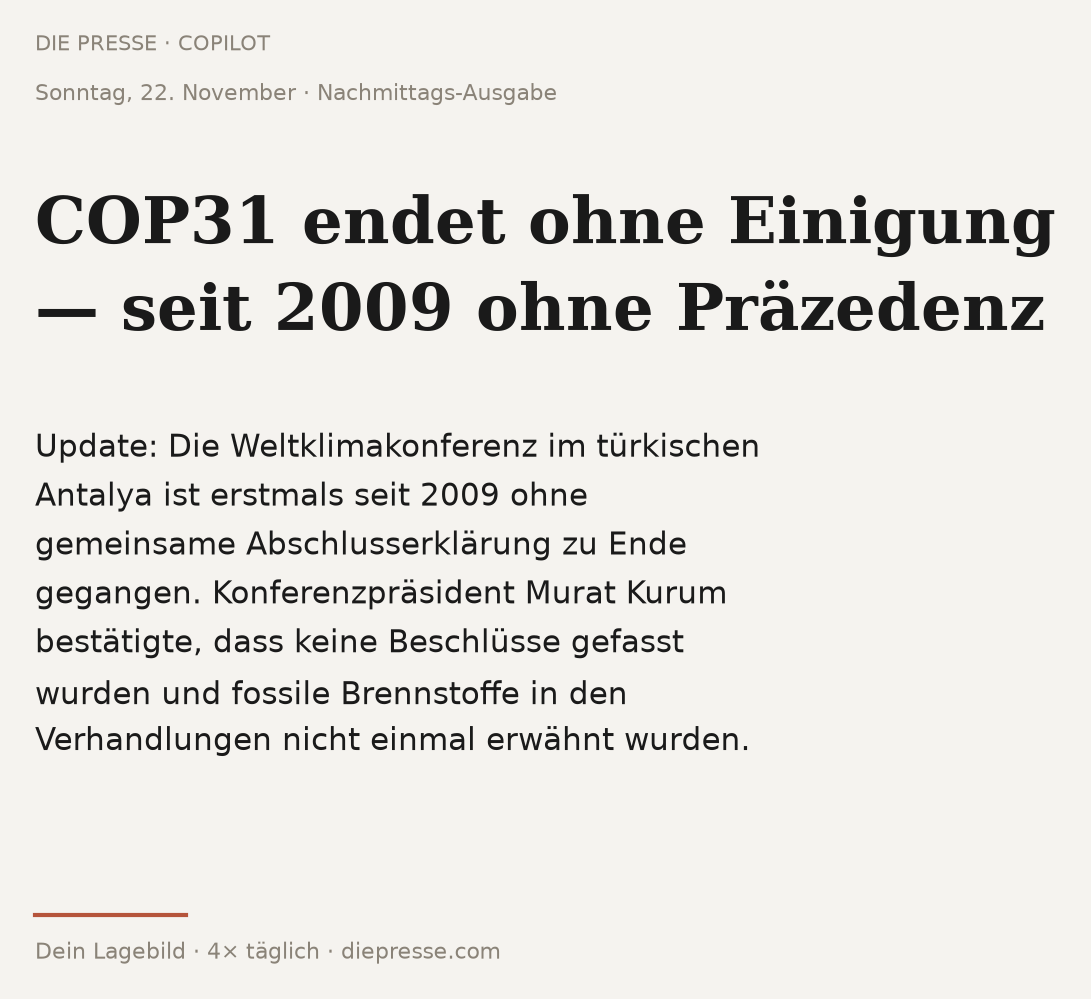 DIE PRESSE · COPILOT
Sonntag, 22. November · Nachmittags-Ausgabe
COP31 endet ohne Einigung
— seit 2009 ohne Präzedenz
Update: Die Weltklimakonferenz im türkischen
Antalya ist erstmals seit 2009 ohne
gemeinsame Abschlusserklärung zu Ende
gegangen. Konferenzpräsident Murat Kurum
bestätigte, dass keine Beschlüsse gefasst
wurden und fossile Brennstoffe in den
Verhandlungen nicht einmal erwähnt wurden.
Dein Lagebild · 4× täglich · diepresse.com